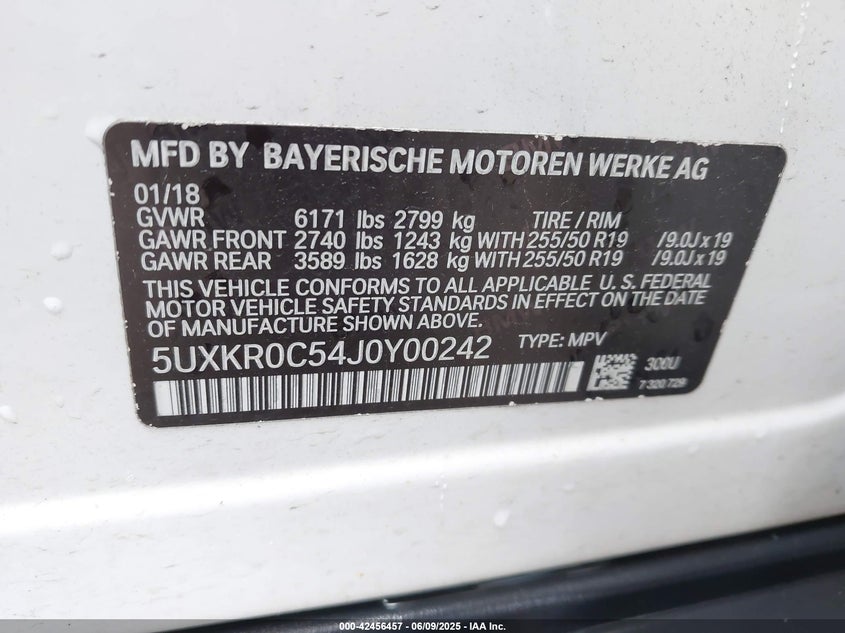 MFD BY BAYERISCHE MOTOREN WERKE AG
01/18
GVWR 6171 lbs 2799 kg TIRE / RIM
GAWR FRONT 2740 lbs 1243 kg WITH 255/50 R19 /9.0J x 19
GAWR REAR 3589 lbs 1628 kg WITH 255/50 R19 /9.0J x 19
THIS VEHICLE CONFORMS TO ALL APPLICABLE U. S. FEDERAL
MOTOR VEHICLE SAFETY STANDARDS IN EFFECT ON THE DATE
OF MANUFACTURE SHOWN ABOVE.
5UXKR0C54J0Y00242 TYPE: MPV
300U
7 320 729
000-42456457 - 06/09/2025 - IAA Inc.